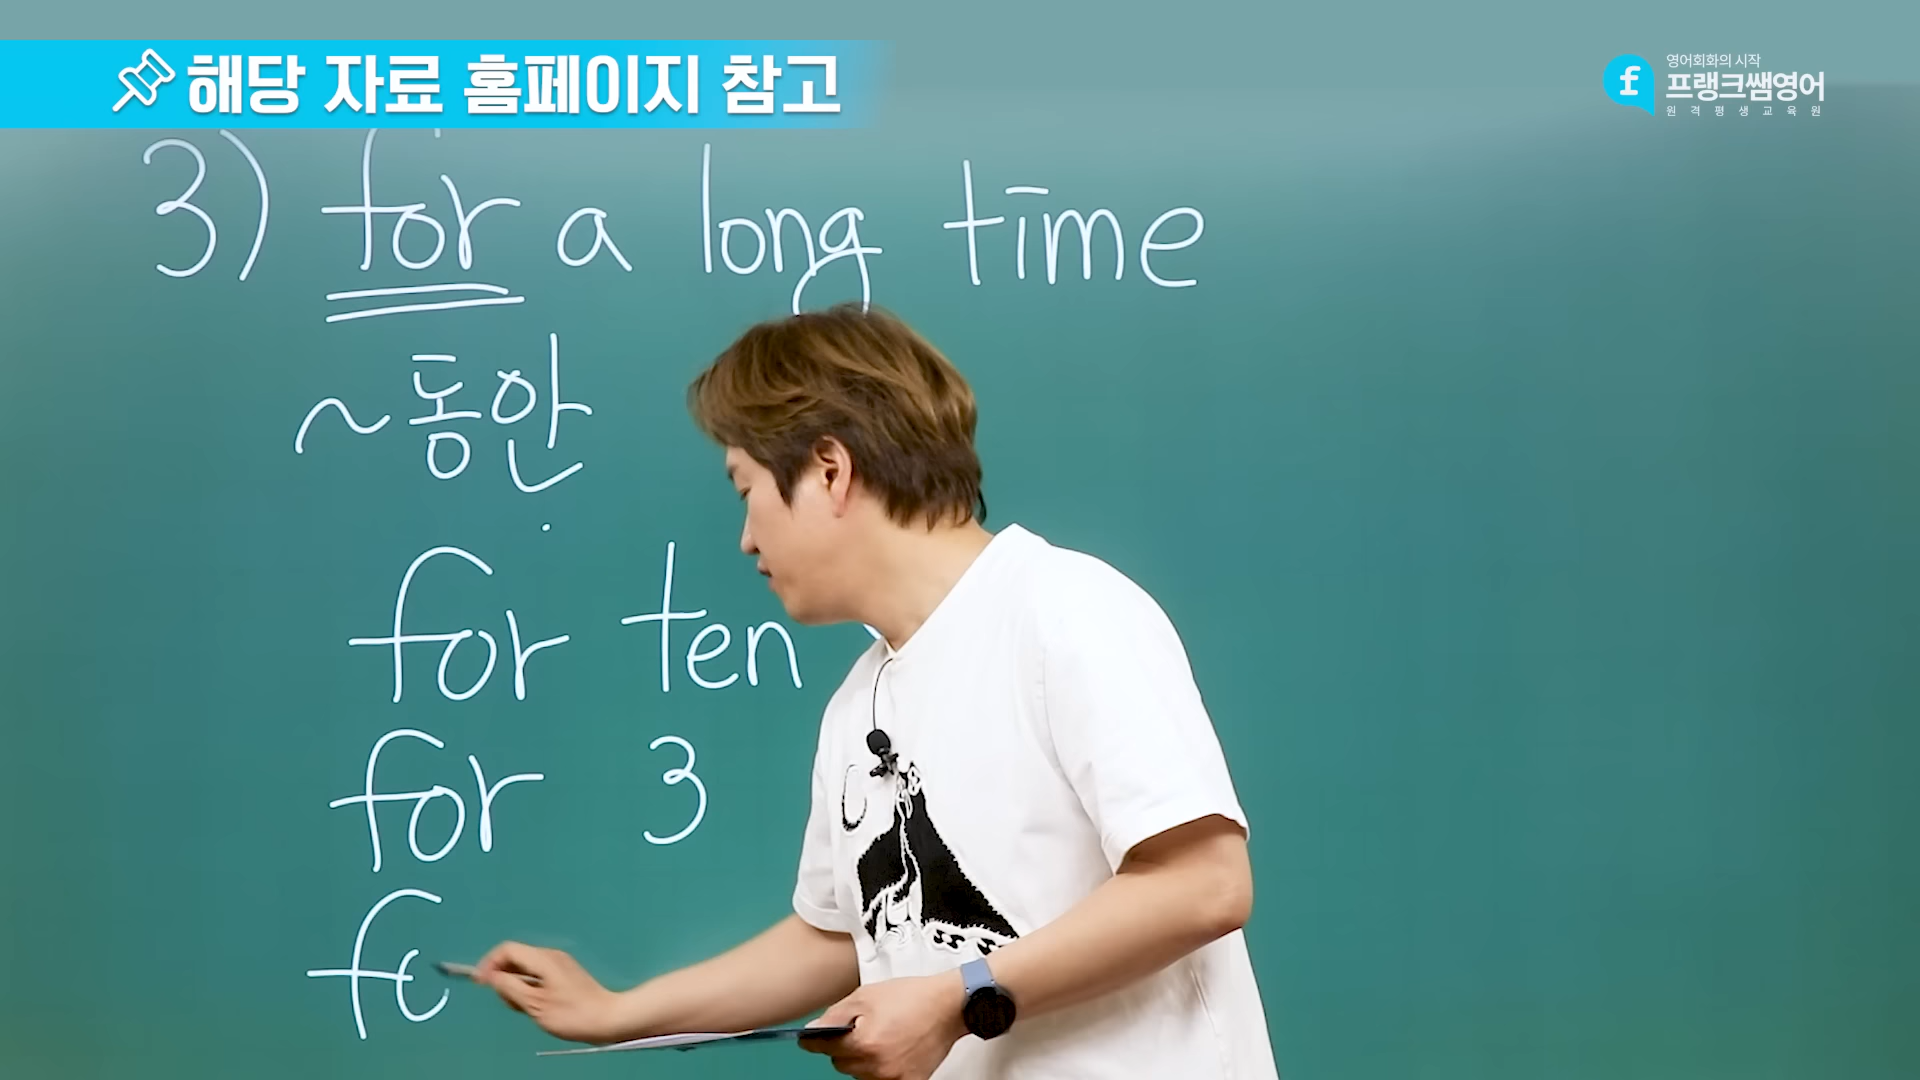 해당 자료 홈페이지 참고
영어회화의 시작
프랭크쌤영어
원격평생교육원
3) for a long time
~동안
for ten
for 3
fo